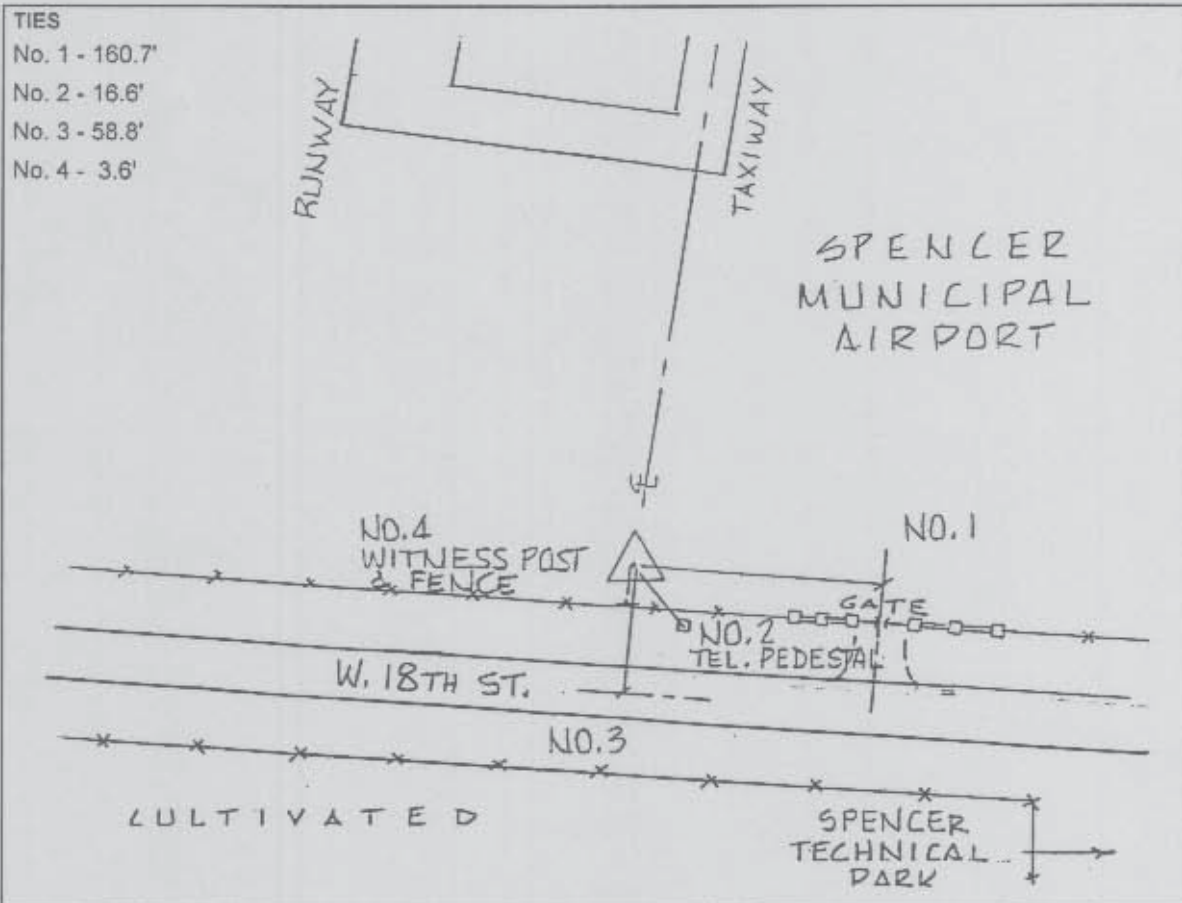 TIES
No. 1 - 160.7'
No. 2 - 16.6'
No. 3 - 58.8'
No. 4 - 3.6'
RUNWAY
TAXIWAY
SPENCER
MUNICIPAL
AIRPORT
℄
NO. 1
NO. 4
WITNESS POST
& FENCE
GATE
NO. 2
TEL. PEDESTAL
W. 18TH ST.
NO. 3
CULTIVATED
SPENCER
TECHNICAL
PARK